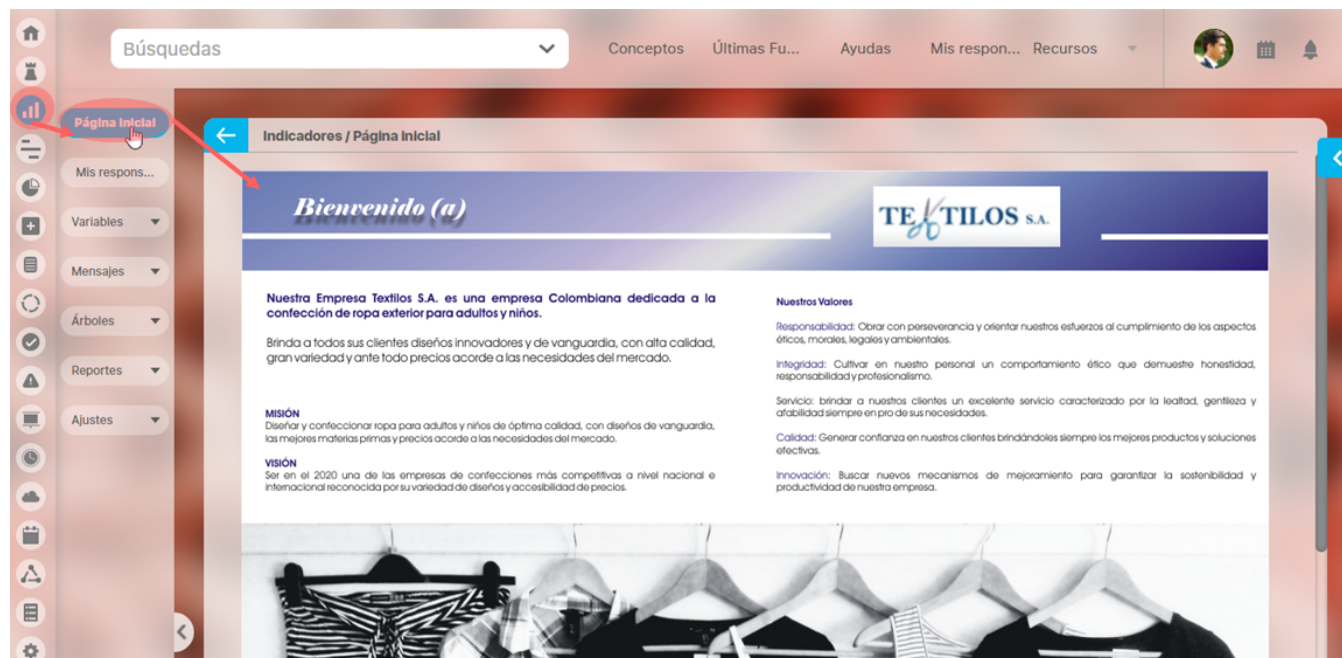 Búsquedas
Conceptos
Últimas Fu...
Ayudas
Mis respon...
Recursos
Página inicial
Mis respons...
Variables
Mensajes
Árboles
Reportes
Ajustes
Indicadores / Página inicial
Bienvenido (a)
TEXTILOS S.A.
Nuestra Empresa Textilos S.A. es una empresa Colombiana dedicada a la
confección de ropa exterior para adultos y niños.
Brinda a todos sus clientes diseños innovadores y de vanguardia, con alta calidad,
gran variedad y ante todo precios acorde a las necesidades del mercado.
MISIÓN
Diseñar y confeccionar ropa para adultos y niños de óptima calidad, con diseños de vanguardia,
las mejores materias primas y precios acorde a las necesidades del mercado.
VISIÓN
Ser en el 2020 una de las empresas de confecciones más competitivas a nivel nacional e
internacional reconocida por su variedad de diseños y accesibilidad de precios.
Nuestros Valores
Responsabilidad: Obrar con perseverancia y orientar nuestros esfuerzos al cumplimiento de los aspectos
éticos, morales, legales y ambientales.
Integridad: Cultivar en nuestro personal un comportamiento ético que demuestre honestidad,
responsabilidad y profesionalismo.
Servicio: brindar a nuestros clientes un excelente servicio caracterizado por la lealtad, gentileza y
afabilidad siempre en pro de sus necesidades.
Calidad: Generar confianza en nuestros clientes brindándoles siempre los mejores productos y soluciones
efectivas.
Innovación: Buscar nuevos mecanismos de mejoramiento para garantizar la sostenibilidad y
productividad de nuestra empresa.